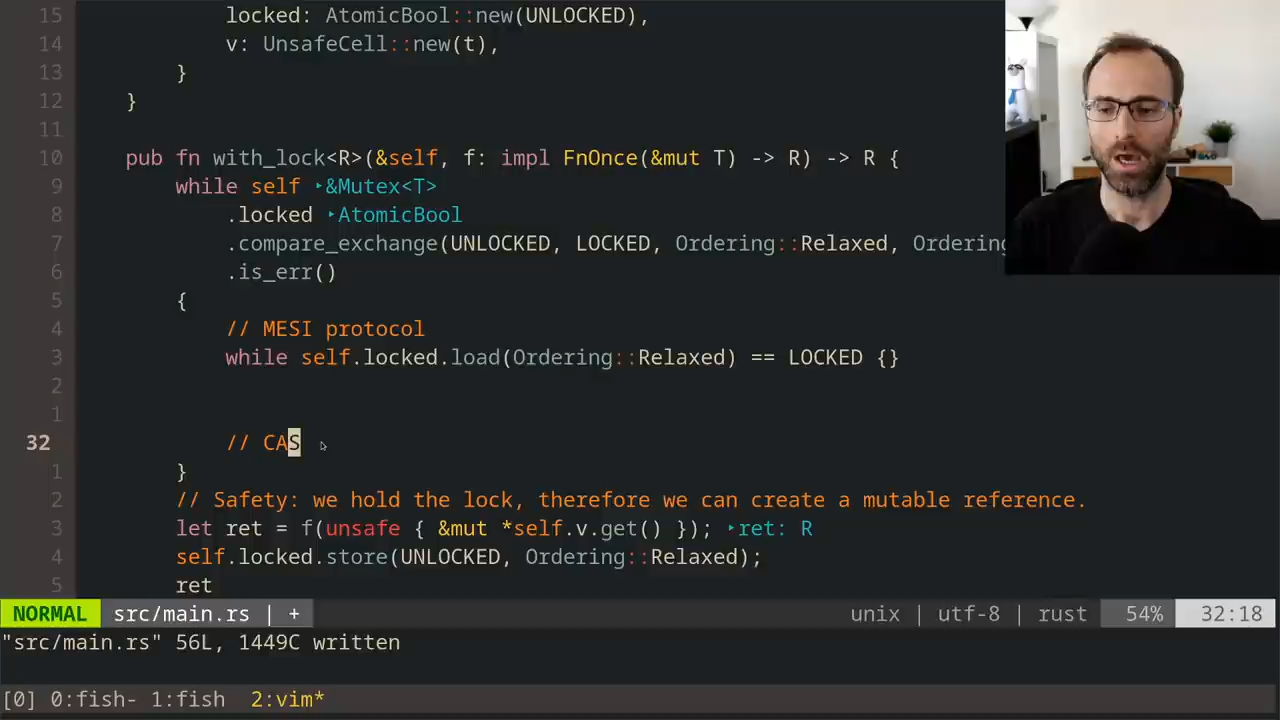 15 locked: AtomicBool::new(UNLOCKED),
14 v: UnsafeCell::new(t),
13 }
12 }
11
10 pub fn with_lock<R>(&self, f: impl FnOnce(&mut T) -> R) -> R {
9 while self ‣&Mutex<T>
8 .locked ‣AtomicBool
7 .compare_exchange(UNLOCKED, LOCKED, Ordering::Relaxed, Ordering
6 .is_err()
5 {
4 // MESI protocol
3 while self.locked.load(Ordering::Relaxed) == LOCKED {}
2
1
32 // CAS
1 }
2 // Safety: we hold the lock, therefore we can create a mutable reference.
3 let ret = f(unsafe { &mut *self.v.get() }); ‣ret: R
4 self.locked.store(UNLOCKED, Ordering::Relaxed);
5 ret
NORMAL src/main.rs | + unix | utf-8 | rust 54% 32:18
"src/main.rs" 56L, 1449C written
[0] 0:fish- 1:fish 2:vim*